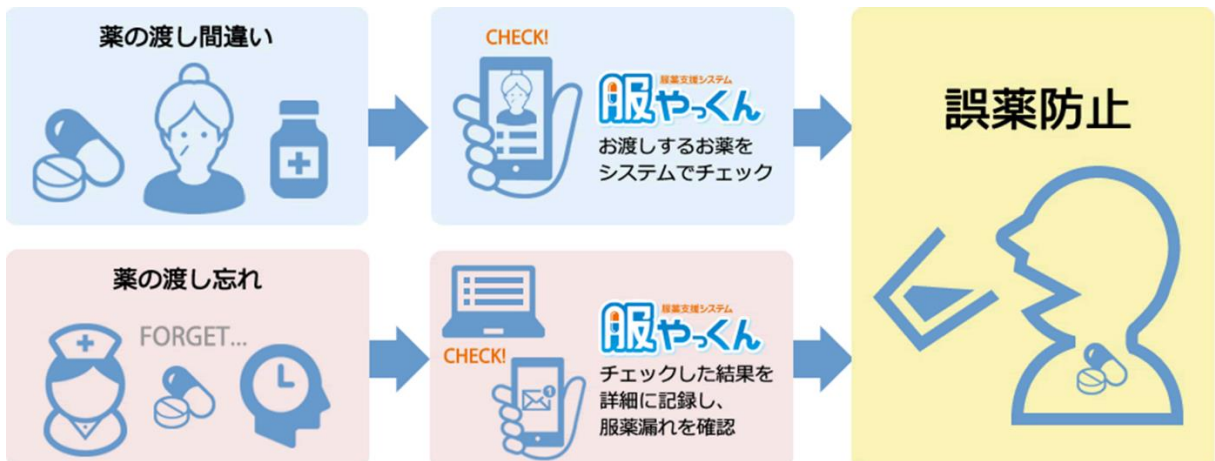 薬の渡し間違い
CHECK!
服薬支援システム
服やっくん
お渡しするお薬を
システムでチェック
誤薬防止
薬の渡し忘れ
FORGET...
CHECK!
服薬支援システム
服やっくん
チェックした結果を
詳細に記録し、
服薬漏れを確認
1